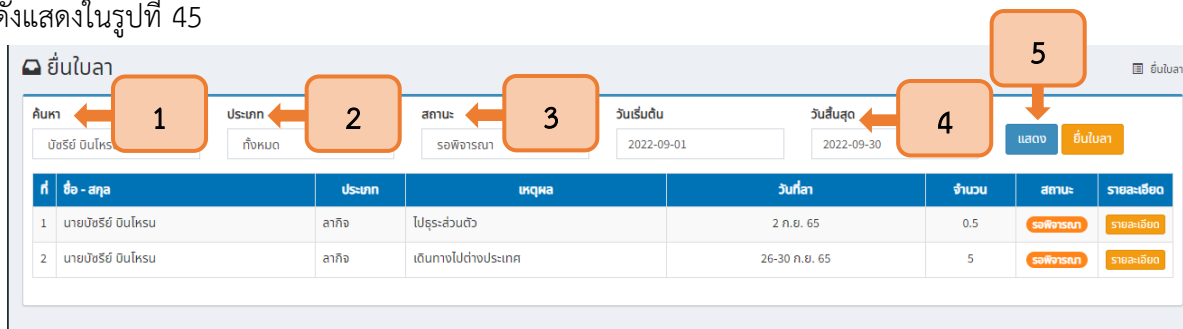 ดังแสดงในรูปที่ 45
5
ยื่นใบลา
ยื่นใบลา
1
2
3
4
ค้นหา ประเภท สถานะ วันเริ่มต้น วันสิ้นสุด
บัซรีย์ ทั้งหมด รอพิจารณา 2022-09-01 2022-09-30 แสดง ยื่นใบลา
ที่ ชื่อ - สกุล ประเภท เหตุผล วันที่ลา จำนวน สถานะ รายละเอียด
1 นายบัซรีย์ บินโหรน ลากิจ ไปธุระส่วนตัว 2 ก.ย. 65 0.5 รอพิจารณา รายละเอียด
2 นายบัซรีย์ บินโหรน ลากิจ เดินทางไปต่างประเทศ 26-30 ก.ย. 65 5 รอพิจารณา รายละเอียด